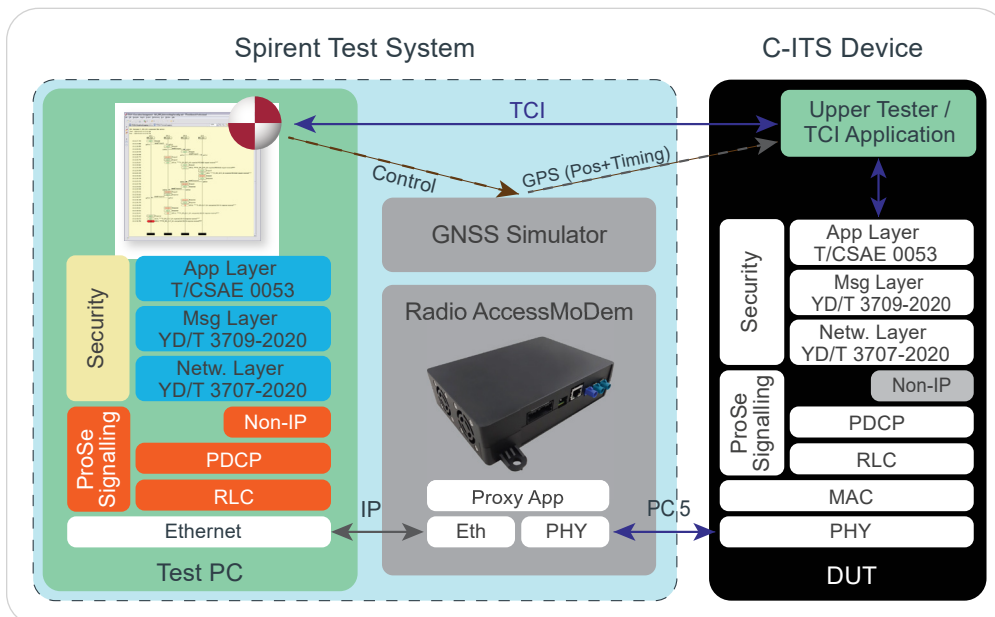 Spirent Test System
C-ITS Device
TCI
Upper Tester /
TCI Application
Control
GPS (Pos+Timing)
GNSS Simulator
Radio AccessMoDem
Security
App Layer
T/CSAE 0053
Msg Layer
YD/T 3709-2020
Netw. Layer
YD/T 3707-2020
ProSe
Signalling
Non-IP
PDCP
RLC
Ethernet
Test PC
IP
Proxy App
Eth
PHY
PC 5
Security
App Layer
T/CSAE 0053
Msg Layer
YD/T 3709-2020
Netw. Layer
YD/T 3707-2020
ProSe
Signalling
Non-IP
PDCP
RLC
MAC
PHY
DUT